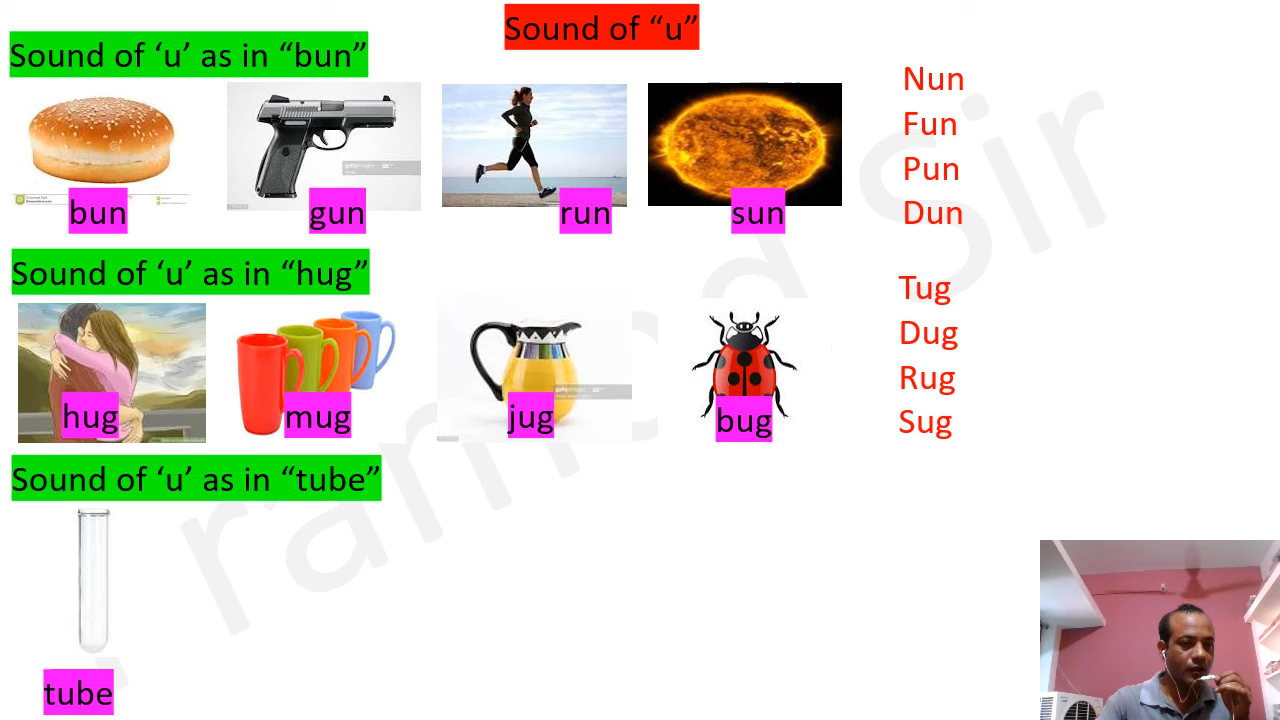 Sound of “u”
Sound of ‘u’ as in “bun”
bun
gun
run
sun
Nun
Fun
Pun
Dun
Sound of ‘u’ as in “hug”
hug
mug
jug
bug
Tug
Dug
Rug
Sug
Sound of ‘u’ as in “tube”
tube